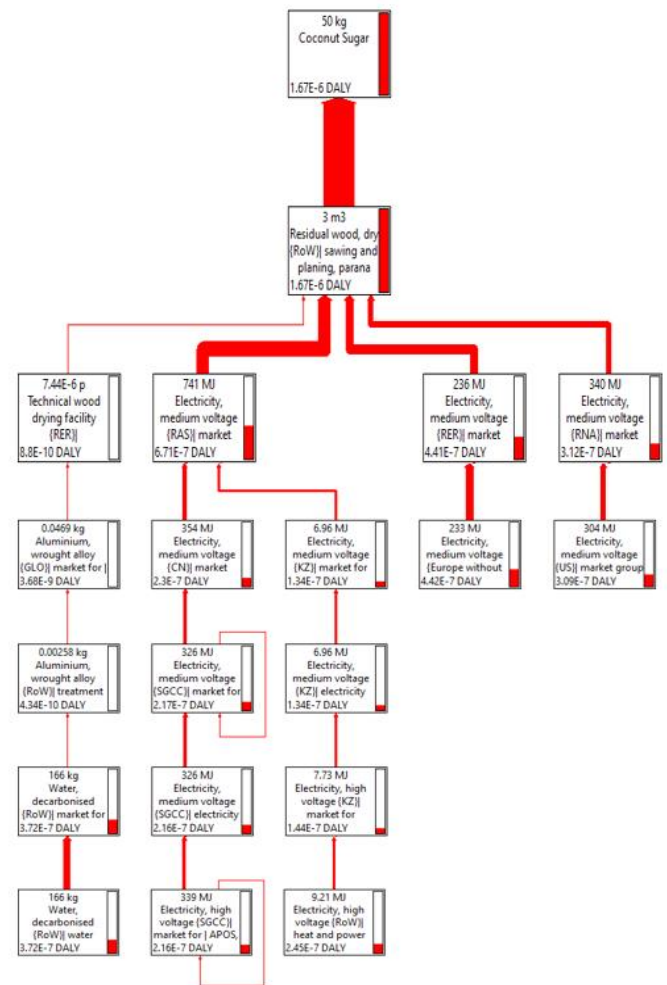 50 kg
Coconut Sugar
1.67E-6 DALY
3 m3
Residual wood, dry
{RoW}| sawing and
planing, parana
1.67E-6 DALY
7.44E-6 p
Technical wood
drying facility
{RER}|
8.8E-10 DALY
741 MJ
Electricity,
medium voltage
{RAS}| market
6.71E-7 DALY
236 MJ
Electricity,
medium voltage
{RER}| market
4.41E-7 DALY
340 MJ
Electricity,
medium voltage
{RNA}| market
3.12E-7 DALY
0.0469 kg
Aluminium,
wrought alloy
{GLO}| market for |
3.68E-9 DALY
354 MJ
Electricity,
medium voltage
{CN}| market
2.3E-7 DALY
6.96 MJ
Electricity,
medium voltage
{KZ}| market for
1.34E-7 DALY
233 MJ
Electricity,
medium voltage
{Europe without
4.42E-7 DALY
304 MJ
Electricity,
medium voltage
{US}| market group
3.09E-7 DALY
0.00258 kg
Aluminium,
wrought alloy
{RoW}| treatment
4.34E-10 DALY
326 MJ
Electricity,
medium voltage
{SGCC}| market for
2.17E-7 DALY
6.96 MJ
Electricity,
medium voltage
{KZ}| electricity
1.34E-7 DALY
166 kg
Water,
decarbonised
{RoW}| market for
3.72E-7 DALY
326 MJ
Electricity,
medium voltage
{SGCC}| electricity
2.16E-7 DALY
7.73 MJ
Electricity, high
voltage {KZ}|
market for
1.44E-7 DALY
166 kg
Water,
decarbonised
{RoW}| water
3.72E-7 DALY
339 MJ
Electricity, high
voltage {SGCC}|
market for | APOS,
2.16E-7 DALY
9.21 MJ
Electricity, high
voltage {RoW}|
heat and power
2.45E-7 DALY